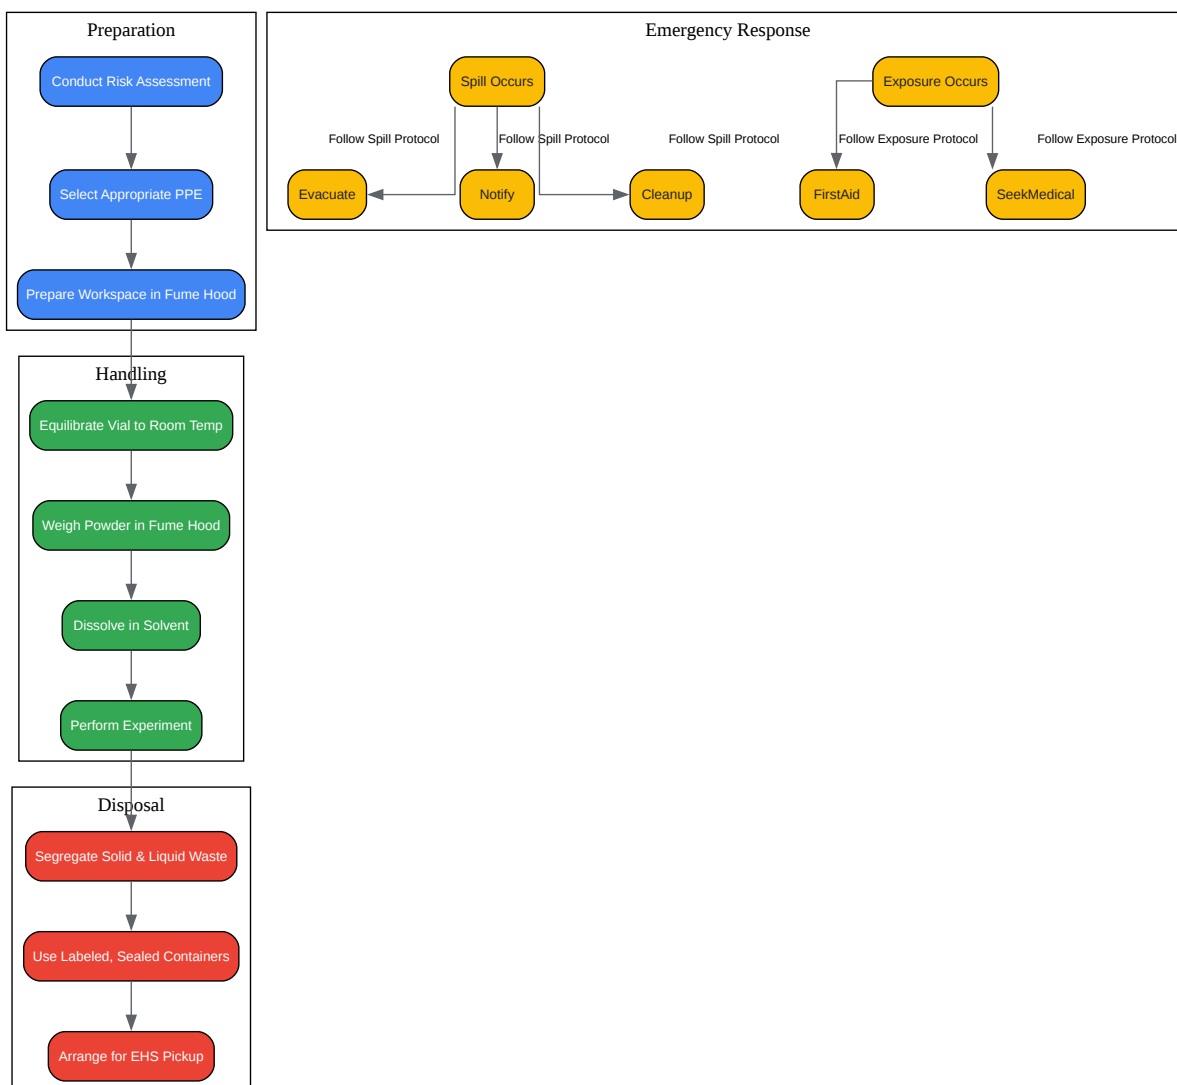 Preparation
Conduct Risk Assessment
Select Appropriate PPE
Prepare Workspace in Fume Hood
Handling
Equilibrate Vial to Room Temp
Weigh Powder in Fume Hood
Dissolve in Solvent
Perform Experiment
Disposal
Segregate Solid & Liquid Waste
Use Labeled, Sealed Containers
Arrange for EHS Pickup
Emergency Response
Spill Occurs
Exposure Occurs
Follow Spill Protocol
Follow Spill Protocol
Follow Spill Protocol
Follow Exposure Protocol
Follow Exposure Protocol
Evacuate
Notify
Cleanup
FirstAid
SeekMedical